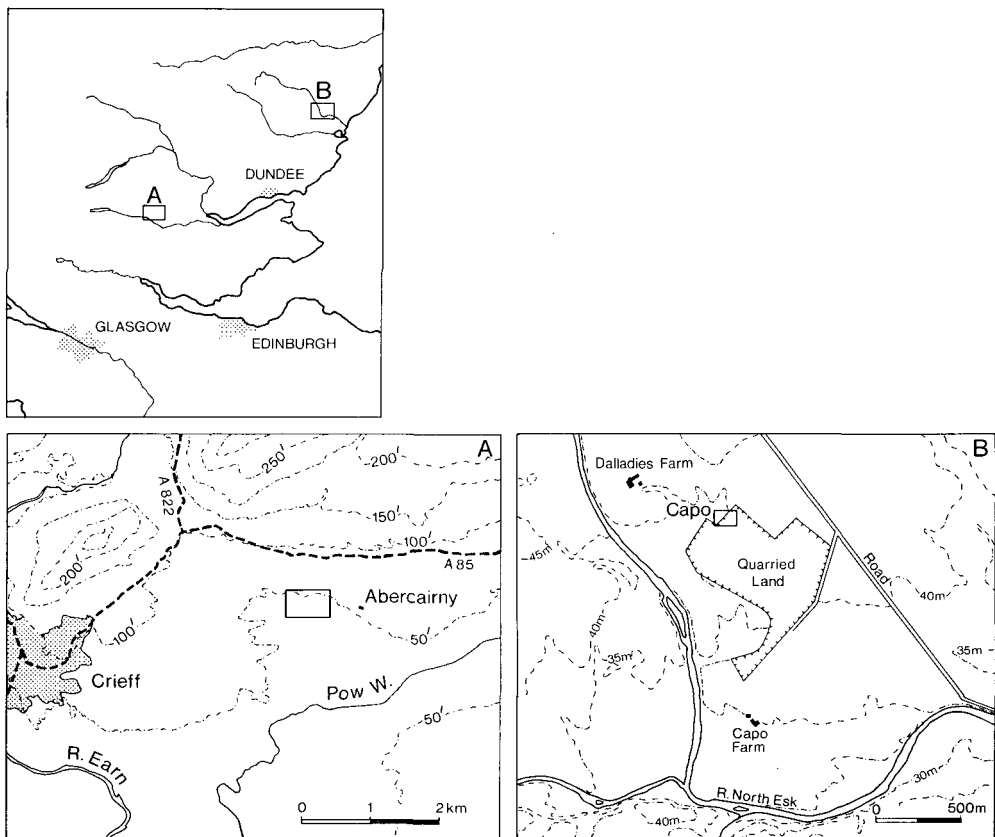 B
DUNDEE
A
GLASGOW
EDINBURGH
A
250'
200'
A 822
150'
100'
A 85
200'
100'
Abercairny
50'
Crieff
Pow W.
50'
R. Earn
0 1 2 km
B
Dalladies Farm
Capo
45m
Quarried
Land
Road
40m
40m
35m
35m
Capo
Farm
R. North Esk
30m
40m
0 500m